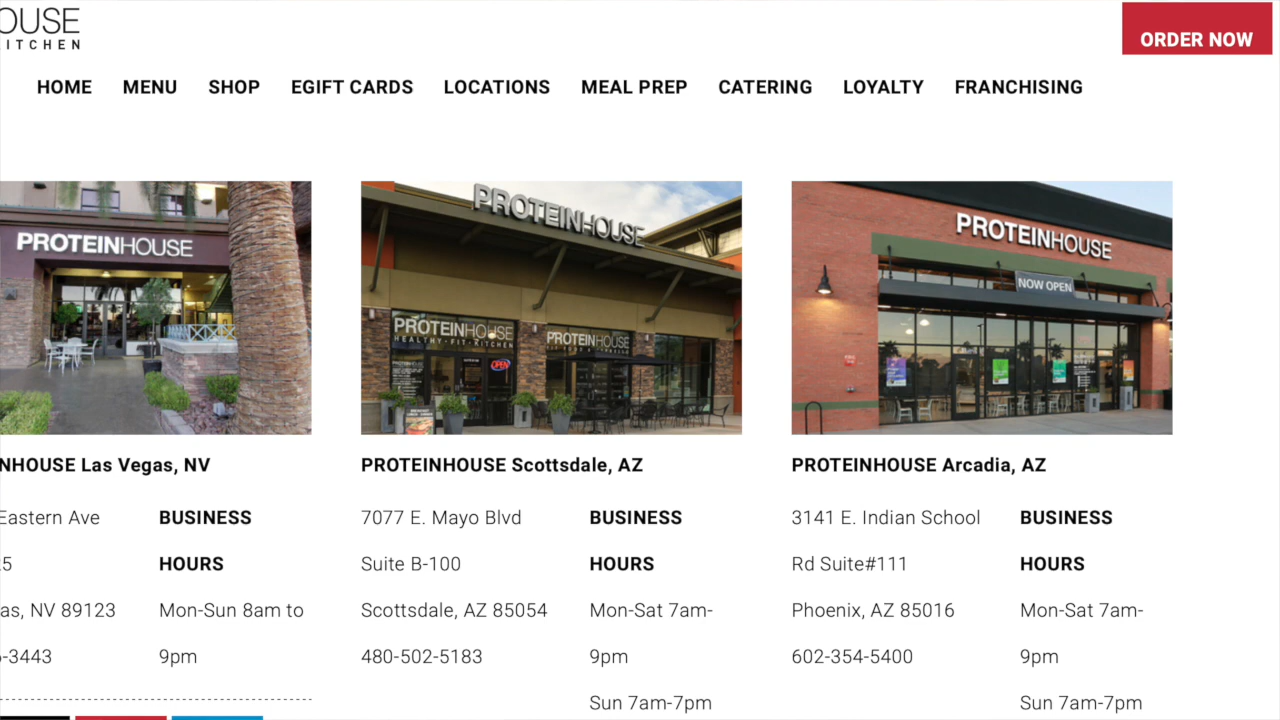 OUSE
ITCHEN
ORDER NOW
HOME MENU SHOP EGIFT CARDS LOCATIONS MEAL PREP CATERING LOYALTY FRANCHISING
PROTEINHOUSE
PROTEINHOUSE
PROTEINHOUSE
HEALTHY·FIT·KITCHEN
PROTEINHOUSE
OPEN
PROTEINHOUSE
NOW OPEN
NHOUSE Las Vegas, NV
Eastern Ave
5
as, NV 89123
-3443
BUSINESS
HOURS
Mon-Sun 8am to
9pm
PROTEINHOUSE Scottsdale, AZ
7077 E. Mayo Blvd
Suite B-100
Scottsdale, AZ 85054
480-502-5183
BUSINESS
HOURS
Mon-Sat 7am-
9pm
Sun 7am-7pm
PROTEINHOUSE Arcadia, AZ
3141 E. Indian School
Rd Suite#111
Phoenix, AZ 85016
602-354-5400
BUSINESS
HOURS
Mon-Sat 7am-
9pm
Sun 7am-7pm